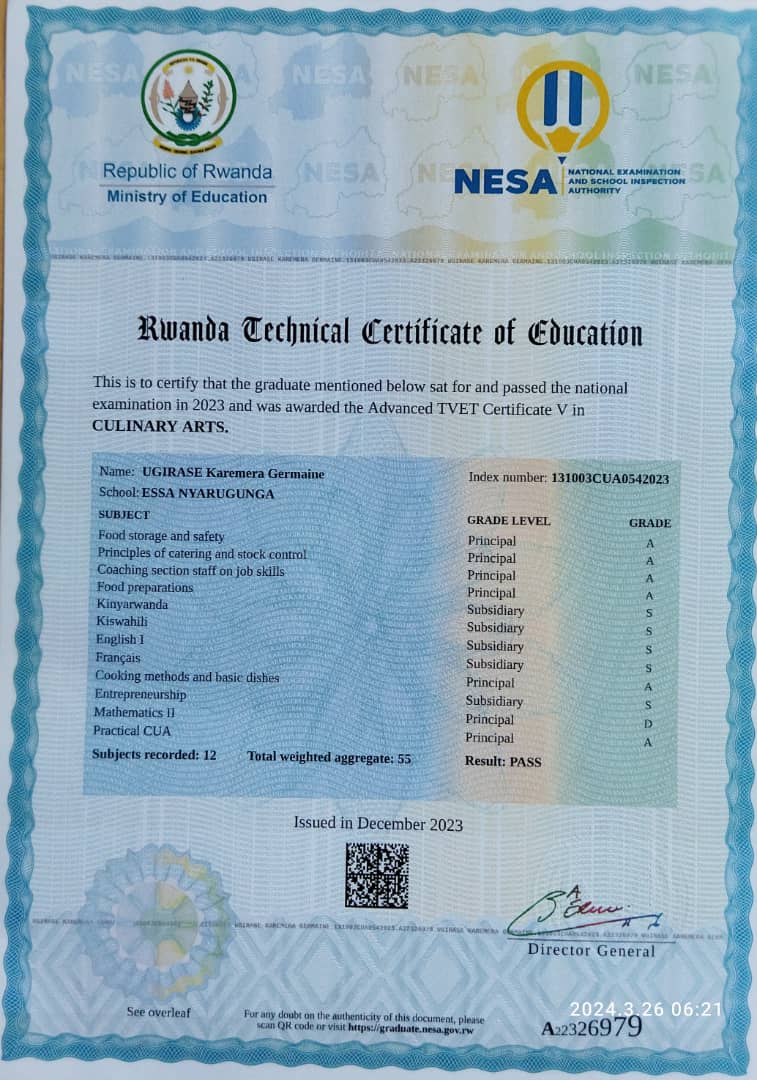 NESA NESA NESA NESA NESA
Republic of Rwanda
Ministry of Education
NESA NATIONAL EXAMINATION
AND SCHOOL INSPECTION
AUTHORITY
Rwanda Technical Certificate of Education
This is to certify that the graduate mentioned below sat for and passed the national
examination in 2023 and was awarded the Advanced TVET Certificate V in
CULINARY ARTS.
Name: UGIRASE Karemera Germaine Index number: 131003CUA0542023
School: ESSA NYARUGUNGA
SUBJECT GRADE LEVEL GRADE
Food storage and safety Principal A
Principles of catering and stock control Principal A
Coaching section staff on job skills Principal A
Food preparations Principal A
Kinyarwanda Subsidiary S
Kiswahili Subsidiary S
English I Subsidiary S
Français Subsidiary S
Cooking methods and basic dishes Principal A
Entrepreneurship Subsidiary S
Mathematics II Principal D
Practical CUA Principal A
Subjects recorded: 12 Total weighted aggregate: 55 Result: PASS
Issued in December 2023
Director General
See overleaf
For any doubt on the authenticity of this document, please
scan QR code or visit https://graduate.nesa.gov.rw
2024.3.26 06:21
A22326979